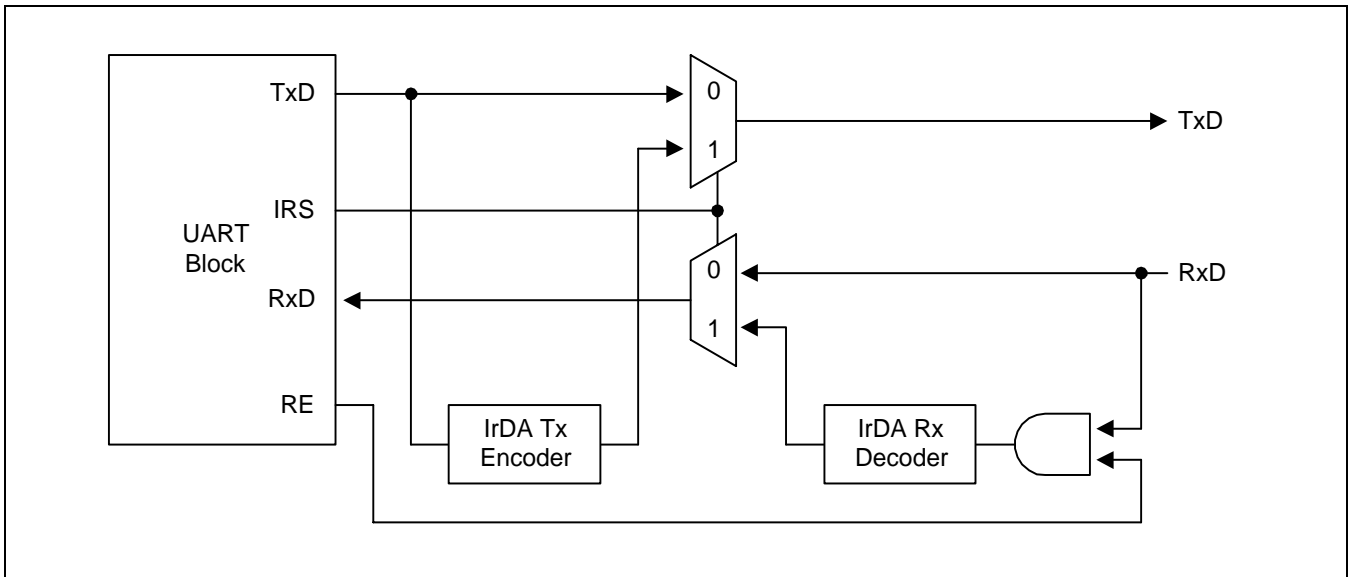 TxD
0
TxD
1
IRS
UART
Block
0
RxD
RxD
1
RE
IrDA Tx
Encoder
IrDA Rx
Decoder